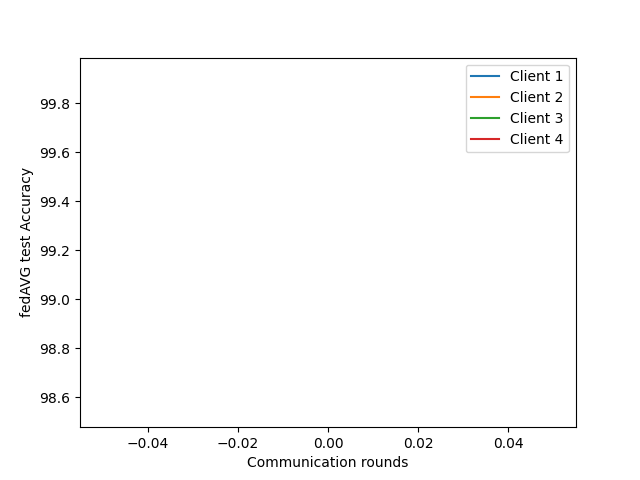 Client 1
Client 2
Client 3
Client 4
99.8
99.6
99.4
99.2
99.0
98.8
98.6
fedAVG test Accuracy
−0.04 −0.02 0.00 0.02 0.04
Communication rounds